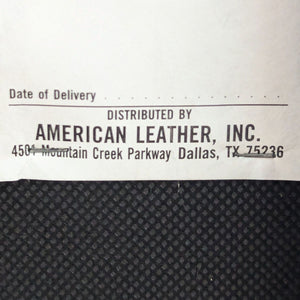 Date of Delivery . . . . . . . . . . . . . . .
DISTRIBUTED BY
AMERICAN LEATHER, INC.
4501 Mountain Creek Parkway Dallas, TX 75236